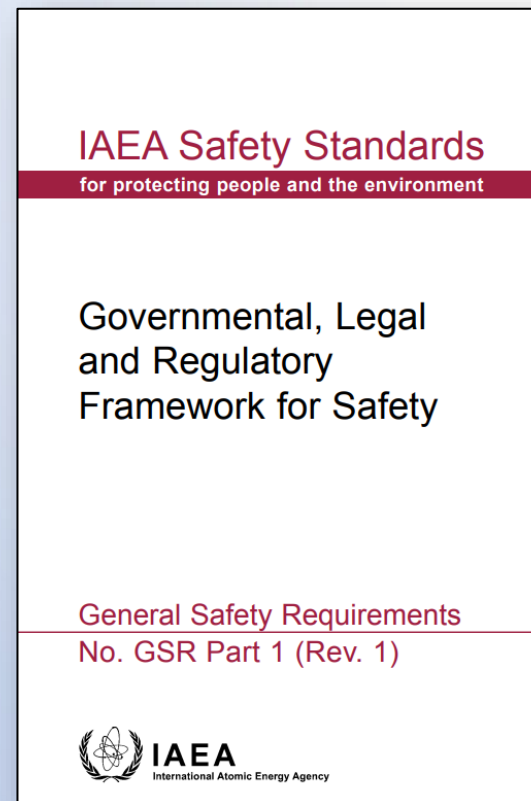 IAEA Safety Standards
for protecting people and the environment
Governmental, Legal
and Regulatory
Framework for Safety
General Safety Requirements
No. GSR Part 1 (Rev. 1)
IAEA
International Atomic Energy Agency